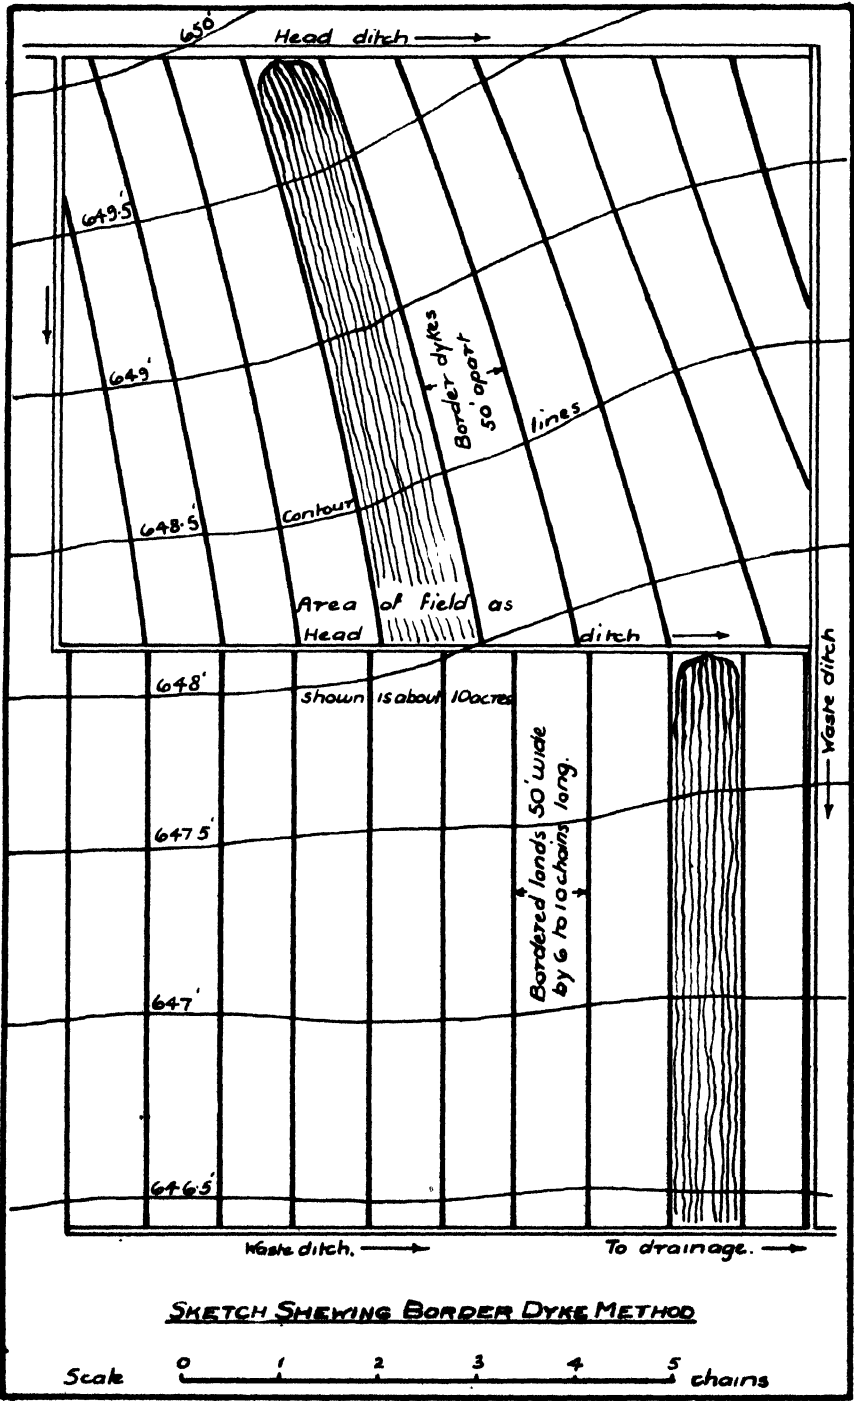 650'
Head ditch
649.5'
649'
Border dykes
50' apart
lines
648.5'
Contour
Area of field as
Head ditch
648'
shown is about 10 acres
Waste ditch
647 5'
Bordered lands 50' wide
by 6 to 10 chains long.
647'
646.5'
Waste ditch.
To drainage.
SKETCH SHEWING BORDER DYKE METHOD
Scale 0 1 2 3 4 5 chains